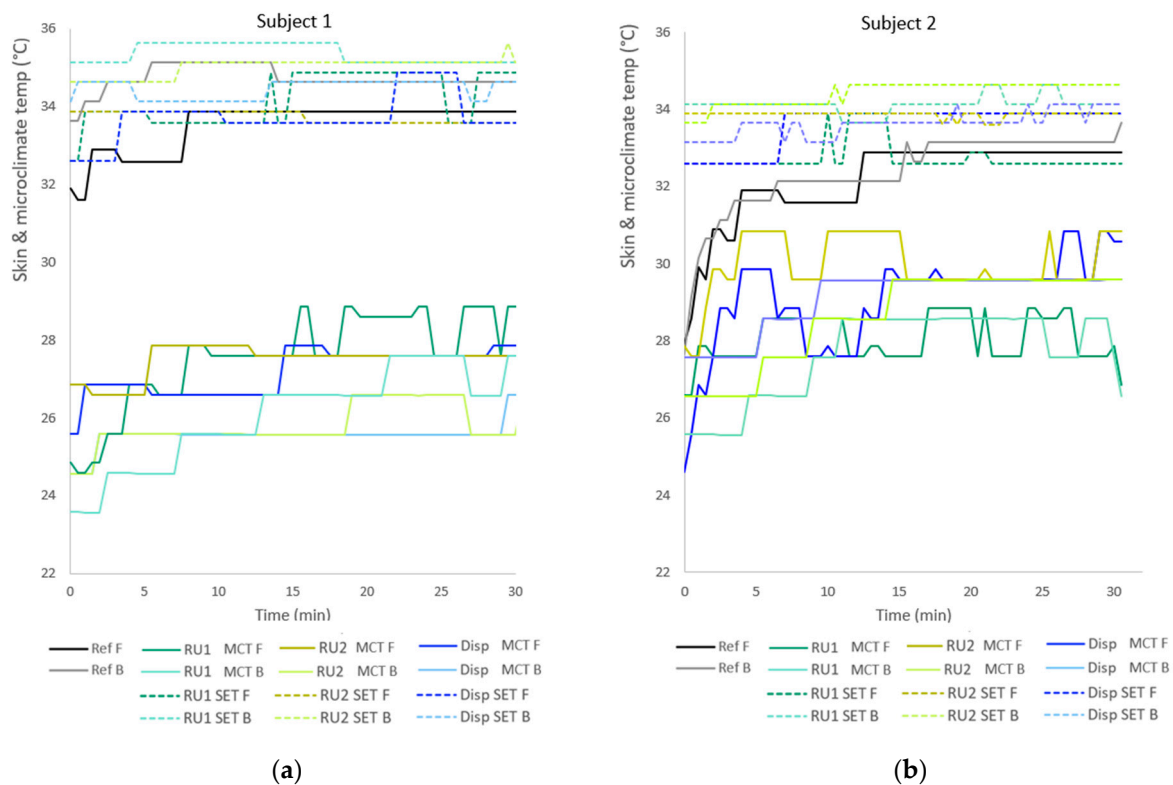 (a)
(b)
Subject 1
Subject 2
Skin & microclimate temp (°C)
36
34
32
30
28
26
24
22
0
5
10
15
20
25
30
Time (min)
Ref F
RU1 MCT F
RU2 MCT F
Disp MCT F
Ref B
RU1 MCT B
RU2 MCT B
Disp MCT B
RU1 SET F
RU2 SET F
Disp SET F
RU1 SET B
RU2 SET B
Disp SET B
(a)
Skin & microclimate temp (°C)
36
34
32
30
28
26
24
22
0
5
10
15
20
25
30
Time (min)
Ref F
RU1 MCT F
RU2 MCT F
Disp MCT F
Ref B
RU1 MCT B
RU2 MCT B
Disp MCT B
RU1 SET F
RU2 SET F
Disp SET F
RU1 SET B
RU2 SET B
Disp SET B
(b)